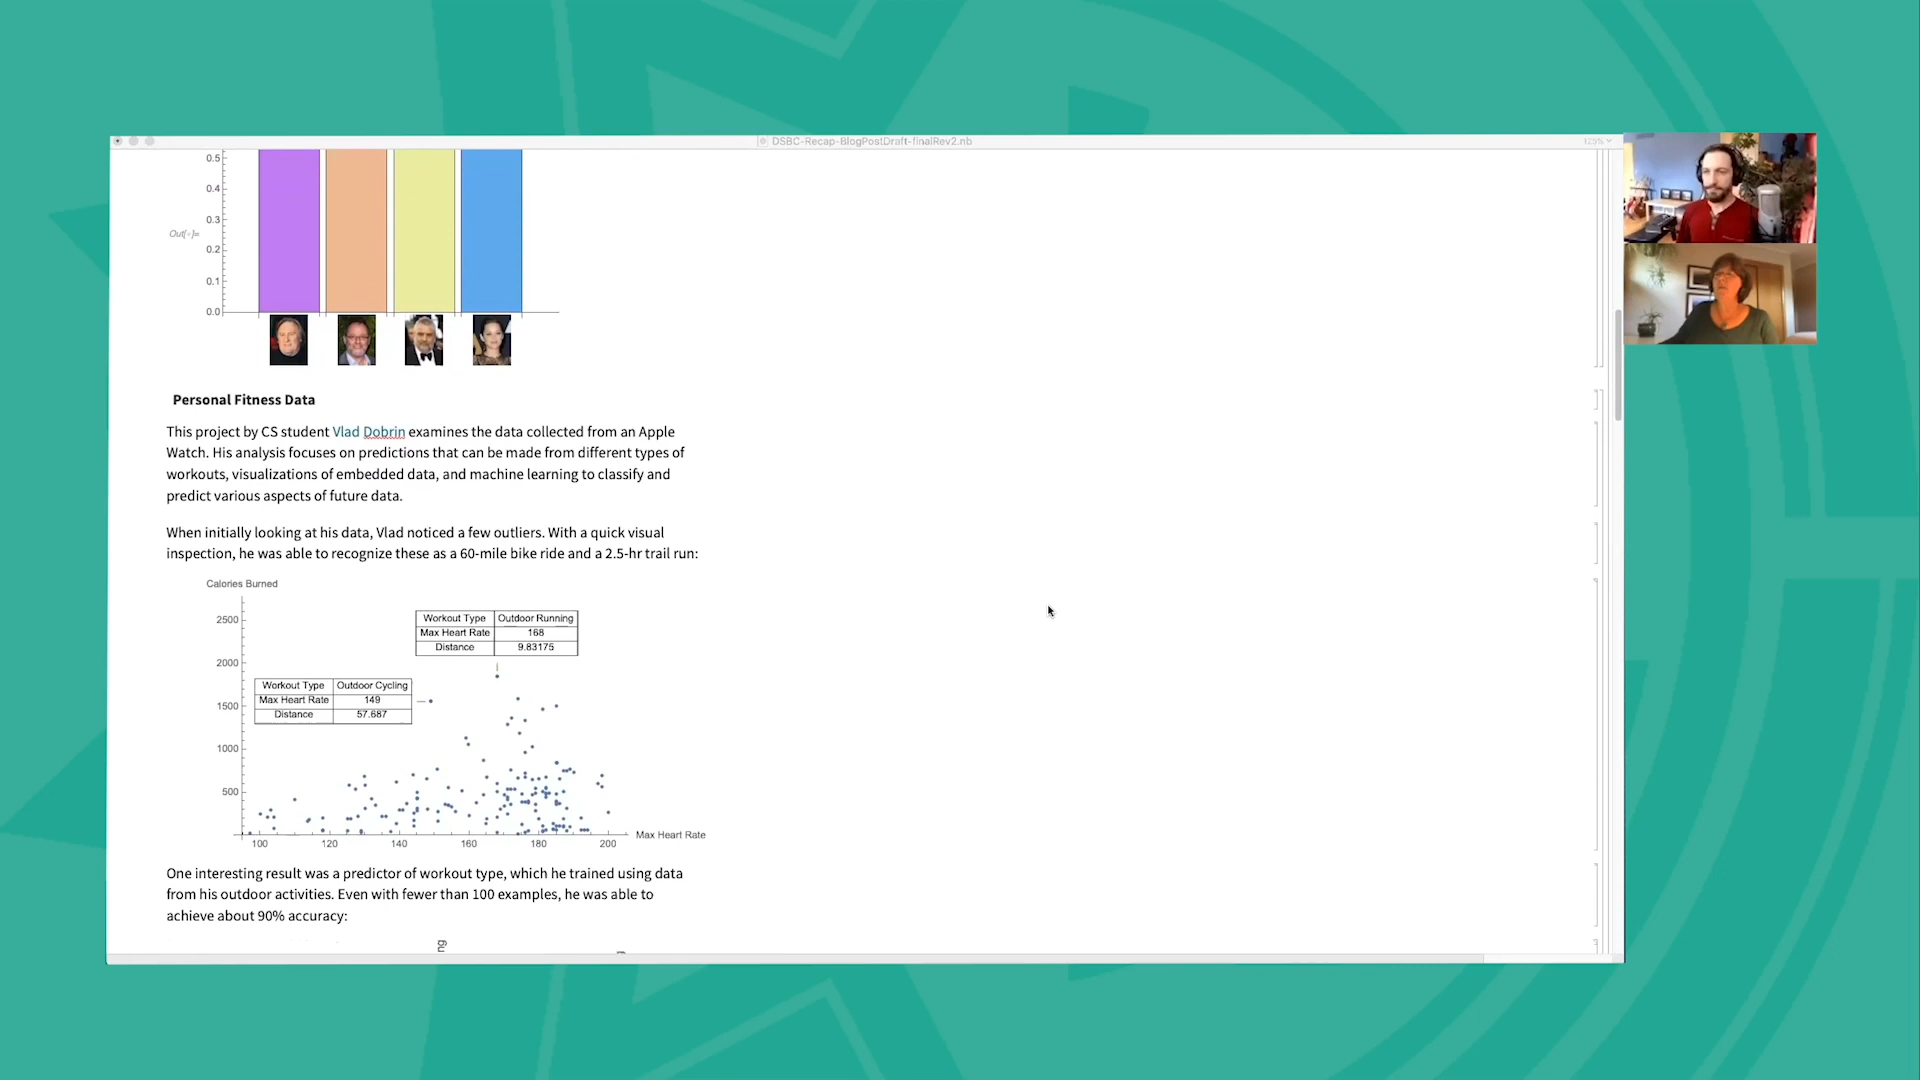 DSBC-Recap-BlogPostDraft-finalRev2.nb
125%
0.5
0.4
0.3
Out[•]=
0.2
0.1
0.0
Personal Fitness Data
This project by CS student Vlad Dobrin examines the data collected from an Apple
Watch. His analysis focuses on predictions that can be made from different types of
workouts, visualizations of embedded data, and machine learning to classify and
predict various aspects of future data.
When initially looking at his data, Vlad noticed a few outliers. With a quick visual
inspection, he was able to recognize these as a 60-mile bike ride and a 2.5-hr trail run:
Calories Burned
2500
Workout Type Outdoor Running
Max Heart Rate 168
Distance 9.83175
2000
Workout Type Outdoor Cycling
Max Heart Rate 149
Distance 57.687
1500
1000
500
Max Heart Rate
100 120 140 160 180 200
One interesting result was a predictor of workout type, which he trained using data
from his outdoor activities. Even with fewer than 100 examples, he was able to
achieve about 90% accuracy:
ng